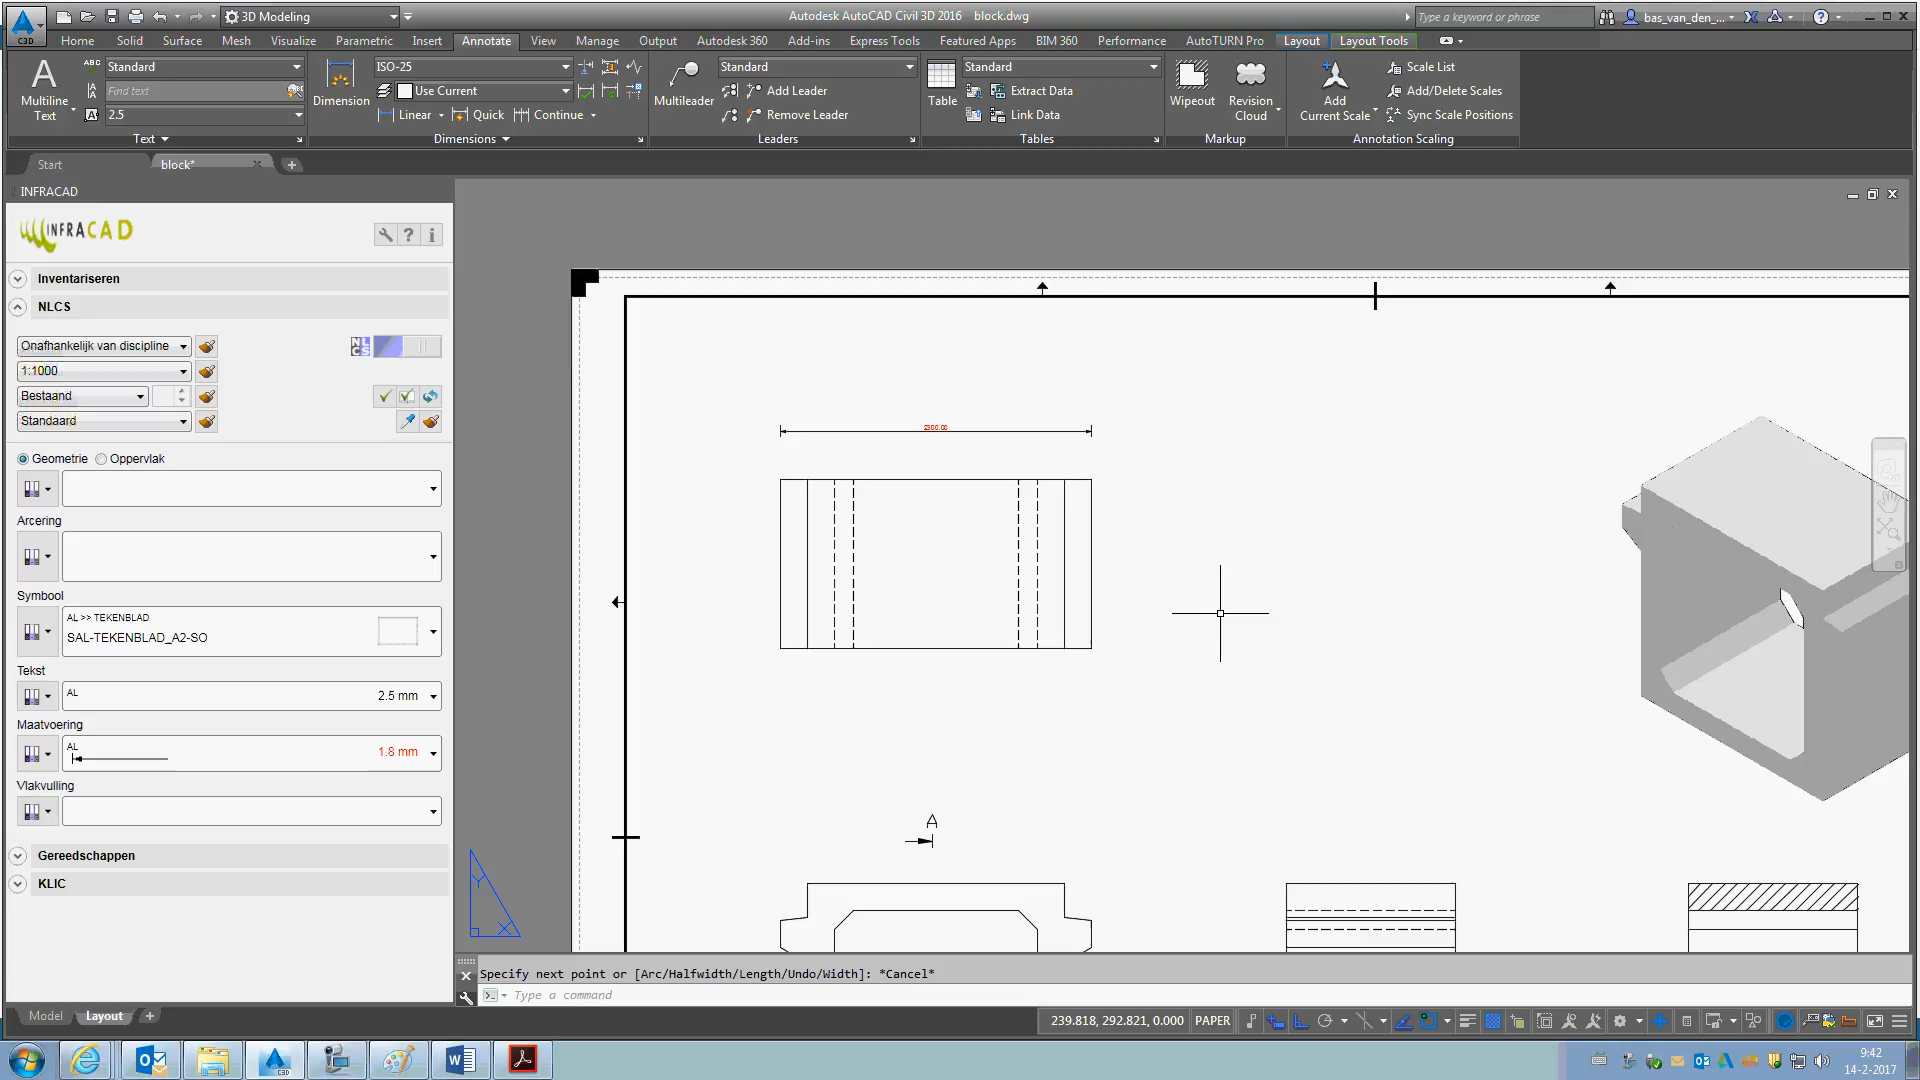 3D Modeling
Autodesk AutoCAD Civil 3D 2016 block.dwg
Type a keyword or phrase
bas_van_den_...
C3D
Home Solid Surface Mesh Visualize Parametric Insert Annotate View Manage Output Autodesk 360 Add-ins Express Tools Featured Apps BIM 360 Performance AutoTURN Pro Layout Layout Tools
Multiline
Text
ABC
Standard
Find text
2.5
Text
Dimension
ISO-25
Use Current
Linear
Quick
Continue
Dimensions
Multileader
Standard
Add Leader
Remove Leader
Leaders
Table
Standard
Extract Data
Link Data
Tables
Wipeout
Revision
Cloud
Markup
Add
Current Scale
Scale List
Add/Delete Scales
Sync Scale Positions
Annotation Scaling
Start
block*
INFRACAD
INFRACAD
Inventariseren
NLCS
Onafhankelijk van discipline
NLCS
1:1000
Bestaand
Standaard
Geometrie
Oppervlak
Arcering
Symbool
AL >> TEKENBLAD
SAL-TEKENBLAD_A2-SO
Tekst
AL
2.5 mm
Maatvoering
AL
1.8 mm
Vlakvulling
Gereedschappen
KLIC
2300.00
A
Y
X
Specify next point or [Arc/Halfwidth/Length/Undo/Width]: *Cancel*
Type a command
Model
Layout
239.818, 292.821, 0.000
PAPER
9:42
14-2-2017